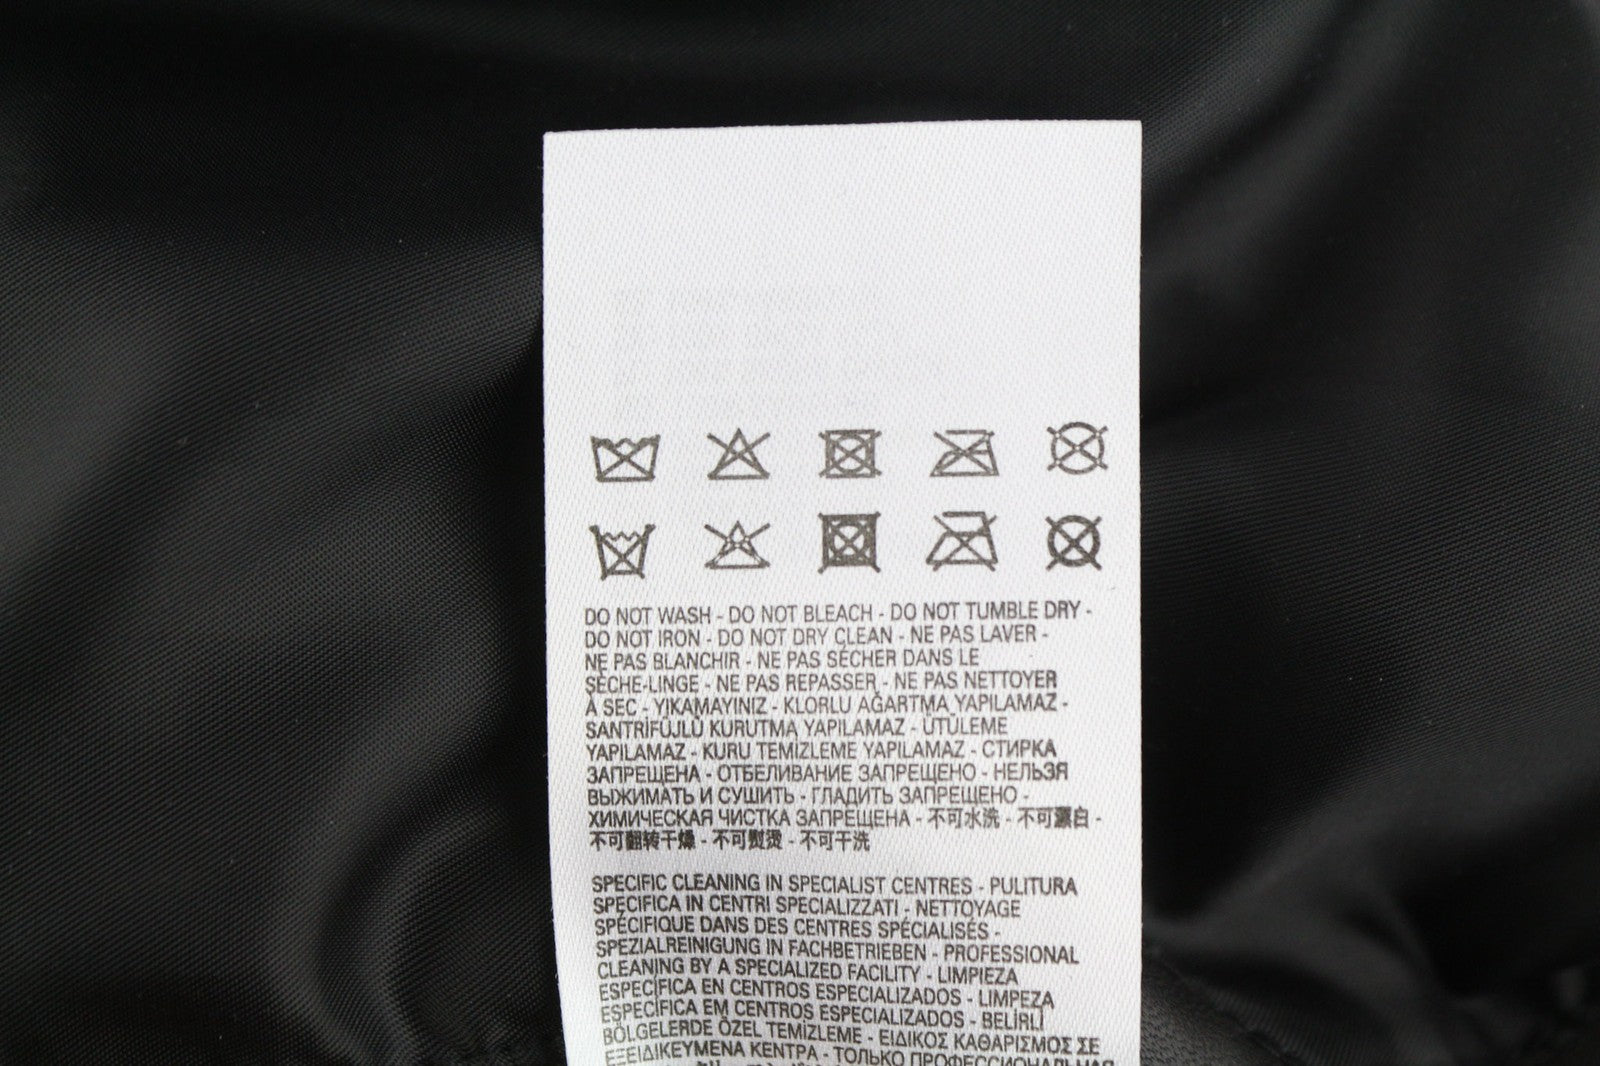 DO NOT WASH - DO NOT BLEACH - DO NOT TUMBLE DRY -
DO NOT IRON - DO NOT DRY CLEAN - NE PAS LAVER -
NE PAS BLANCHIR - NE PAS SÉCHER DANS LE
SÈCHE-LINGE - NE PAS REPASSER - NE PAS NETTOYER
À SEC - YIKAMAYINIZ - KLORLU AĞARTMA YAPILAMAZ -
SANTRİFÜJLÜ KURUTMA YAPILAMAZ - ÜTÜLEME
YAPILAMAZ - KURU TEMİZLEME YAPILAMAZ - СТИРКА
ЗАПРЕЩЕНА - ОТБЕЛИВАНИЕ ЗАПРЕЩЕНО - НЕЛЬЗЯ
ВЫЖИМАТЬ И СУШИТЬ - ГЛАДИТЬ ЗАПРЕЩЕНО -
ХИМИЧЕСКАЯ ЧИСТКА ЗАПРЕЩЕНА - 不可水洗 - 不可漂白 -
不可翻转干燥 - 不可熨烫 - 不可干洗
SPECIFIC CLEANING IN SPECIALIST CENTRES - PULITURA
SPECIFICA IN CENTRI SPECIALIZZATI - NETTOYAGE
SPÉCIFIQUE DANS DES CENTRES SPÉCIALISÉS -
SPEZIALREINIGUNG IN FACHBETRIEBEN - PROFESSIONAL
CLEANING BY A SPECIALIZED FACILITY - LIMPIEZA
ESPECÍFICA EN CENTROS ESPECIALIZADOS - LIMPEZA
ESPECÍFICA EM CENTROS ESPECIALIZADOS - BELİRLİ
BÖLGELERDE ÖZEL TEMİZLEME - ΕΙΔΙΚΟΣ ΚΑΘΑΡΙΣΜΟΣ ΣΕ
ΕΞΕΙΔΙΚΕΥΜΕΝΑ ΚΕΝΤΡΑ - ТОЛЬКО ПРОФЕССИОНАЛЬНАЯ